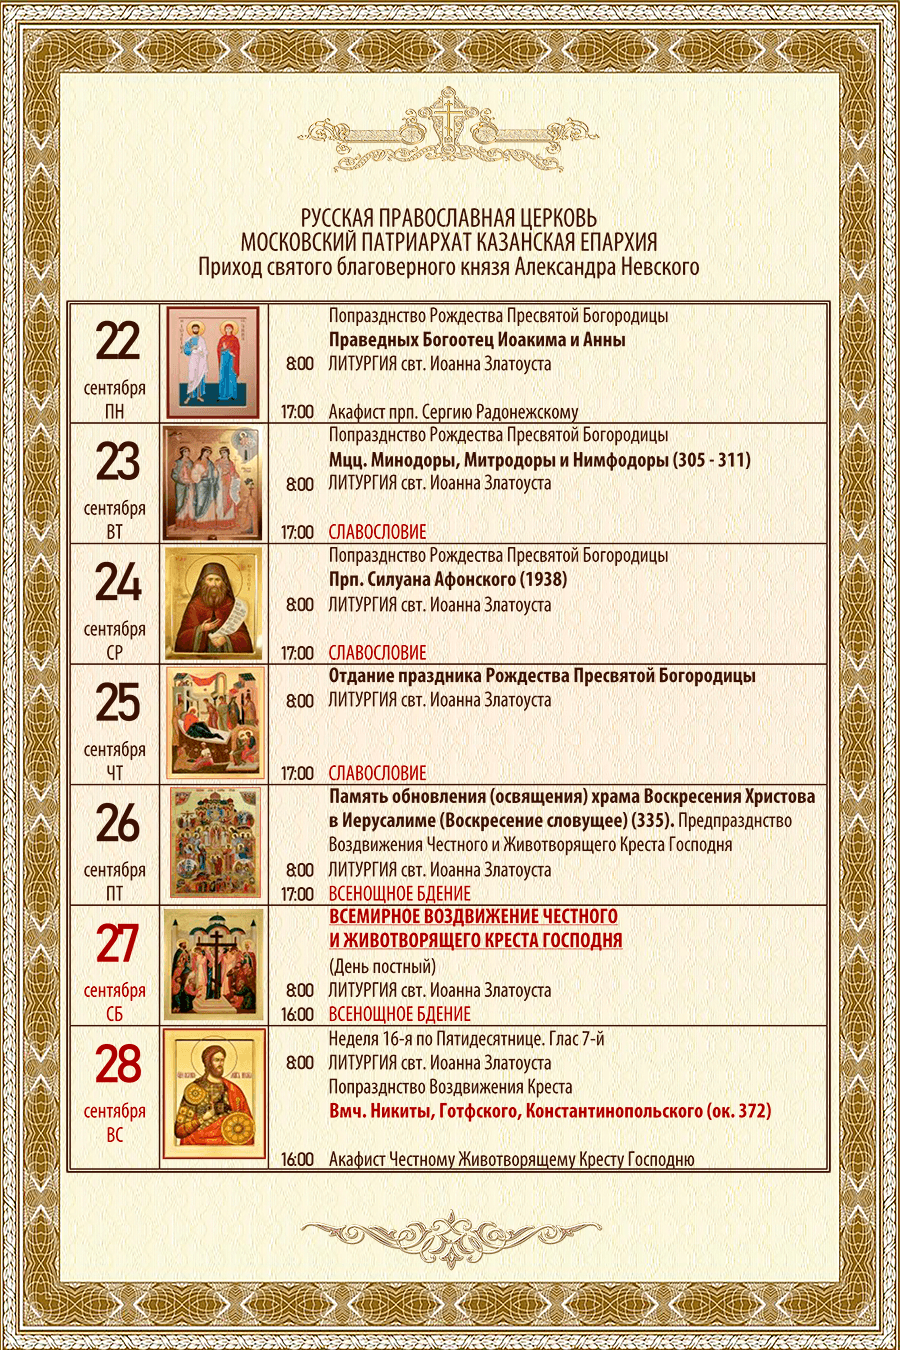 РУССКАЯ ПРАВОСЛАВНАЯ ЦЕРКОВЬ
МОСКОВСКИЙ ПАТРИАРХАТ КАЗАНСКАЯ ЕПАРХИЯ
Приход святого благоверного князя Александра Невского
22
сентября
ПН
Попразднство Рождества Пресвятой Богородицы
Праведных Богоотец Иоакима и Анны
8:00 ЛИТУРГИЯ свт. Иоанна Златоуста
17:00 Акафист прп. Сергию Радонежскому
23
сентября
ВТ
Попразднство Рождества Пресвятой Богородицы
Мцц. Минодоры, Митродоры и Нимфодоры (305 - 311)
8:00 ЛИТУРГИЯ свт. Иоанна Златоуста
17:00 СЛАВОСЛОВИЕ
24
сентября
СР
Попразднство Рождества Пресвятой Богородицы
Прп. Силуана Афонского (1938)
8:00 ЛИТУРГИЯ свт. Иоанна Златоуста
17:00 СЛАВОСЛОВИЕ
25
сентября
ЧТ
Отдание праздника Рождества Пресвятой Богородицы
8:00 ЛИТУРГИЯ свт. Иоанна Златоуста
17:00 СЛАВОСЛОВИЕ
26
сентября
ПТ
Память обновления (освящения) храма Воскресения Христова
в Иерусалиме (Воскресение словущее) (335). Предпразднство
Воздвижения Честного и Животворящего Креста Господня
8:00 ЛИТУРГИЯ свт. Иоанна Златоуста
17:00 ВСЕНОЩНОЕ БДЕНИЕ
27
сентября
СБ
ВСЕМИРНОЕ ВОЗДВИЖЕНИЕ ЧЕСТНОГО
И ЖИВОТВОРЯЩЕГО КРЕСТА ГОСПОДНЯ
(День постный)
8:00 ЛИТУРГИЯ свт. Иоанна Златоуста
16:00 ВСЕНОЩНОЕ БДЕНИЕ
28
сентября
ВС
Неделя 16-я по Пятидесятнице. Глас 7-й
8:00 ЛИТУРГИЯ свт. Иоанна Златоуста
Попразднство Воздвижения Креста
Вмч. Никиты, Готфского, Константинопольского (ок. 372)
16:00 Акафист Честному Животворящему Кресту Господню